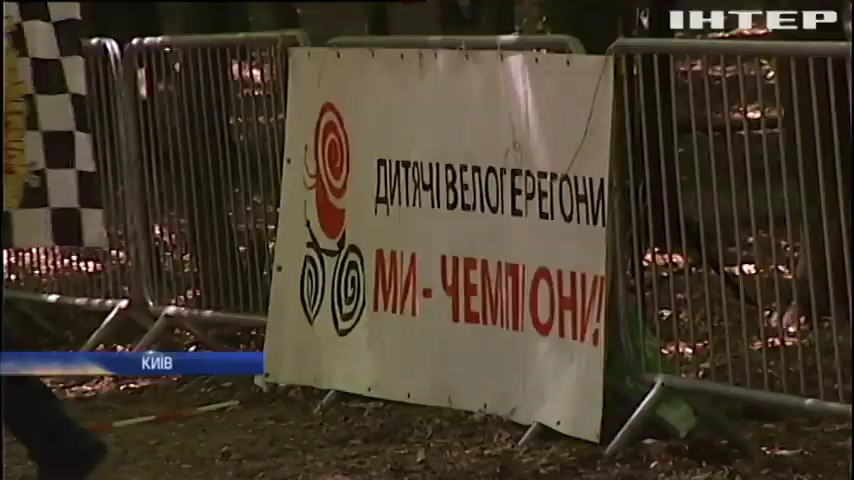 ІНТЕР
ДИТЯЧІ ВЕЛОПЕРЕГОНИ
МИ - ЧЕМПІОНИ!
КИЇВ